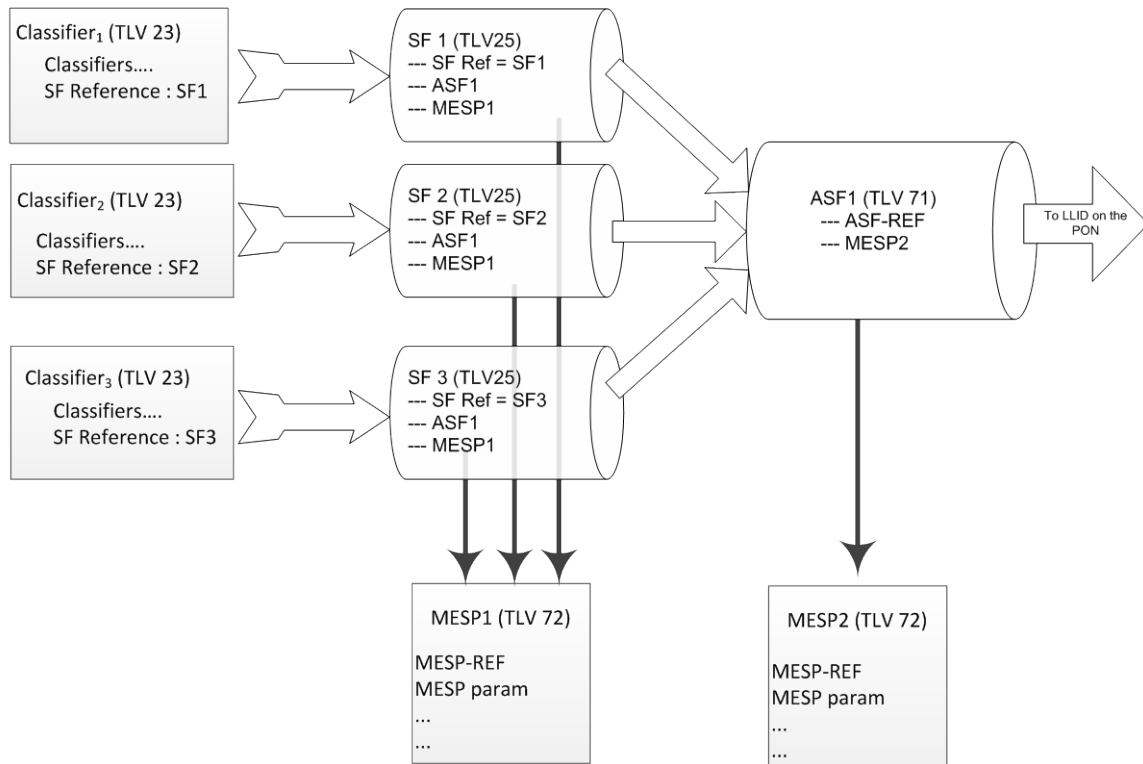 Classifier₁ (TLV 23)
Classifiers....
SF Reference : SF1
SF 1 (TLV25)
--- SF Ref = SF1
--- ASF1
--- MESP1
Classifier₂ (TLV 23)
Classifiers....
SF Reference : SF2
SF 2 (TLV25)
--- SF Ref = SF2
--- ASF1
--- MESP1
Classifier₃ (TLV 23)
Classifiers....
SF Reference : SF3
SF 3 (TLV25)
--- SF Ref = SF3
--- ASF1
--- MESP1
ASF1 (TLV 71)
--- ASF-REF
--- MESP2
To LLID on the
PON
MESP1 (TLV 72)
MESP-REF
MESP param
...
...
MESP2 (TLV 72)
MESP-REF
MESP param
...
...